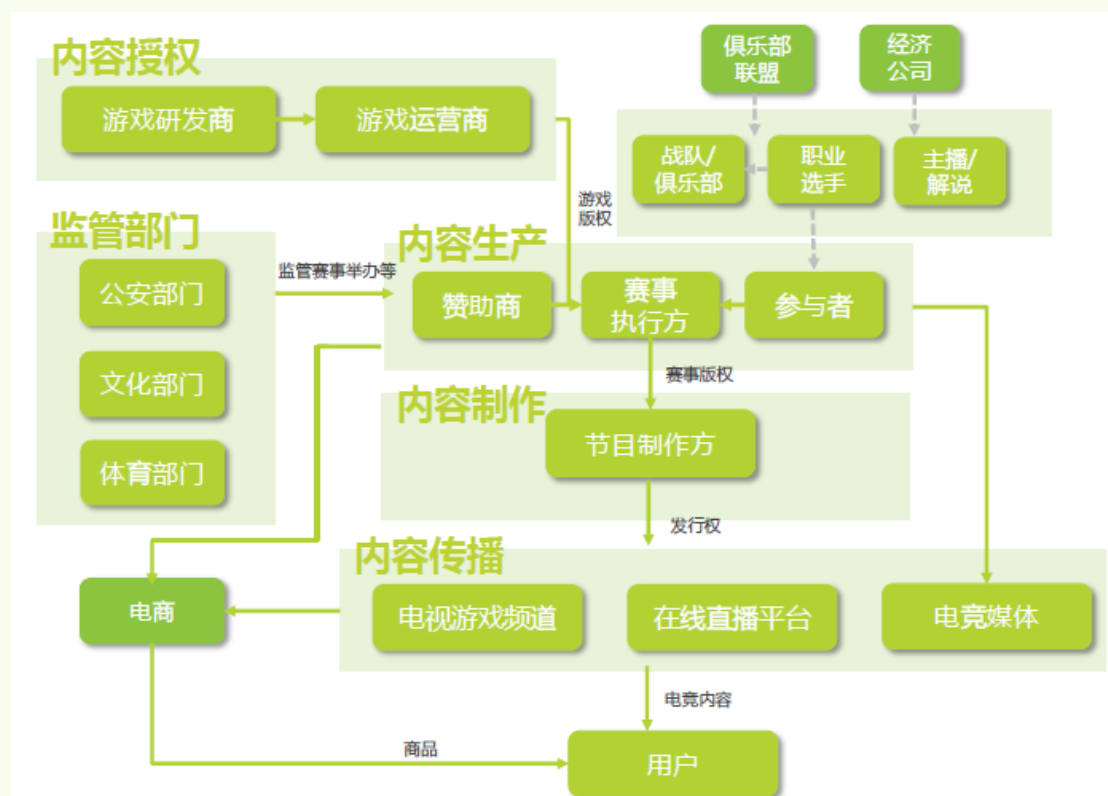 内容授权
游戏研发商
游戏运营商
俱乐部
联盟
经济
公司
战队/
俱乐部
职业
选手
主播/
解说
游戏
版权
监管部门
公安部门
文化部门
体育部门
监管赛事举办等
内容生产
赞助商
赛事
执行方
参与者
赛事版权
内容制作
节目制作方
发行权
内容传播
电视游戏频道
在线直播平台
电竞媒体
电商
电竞内容
商品
用户